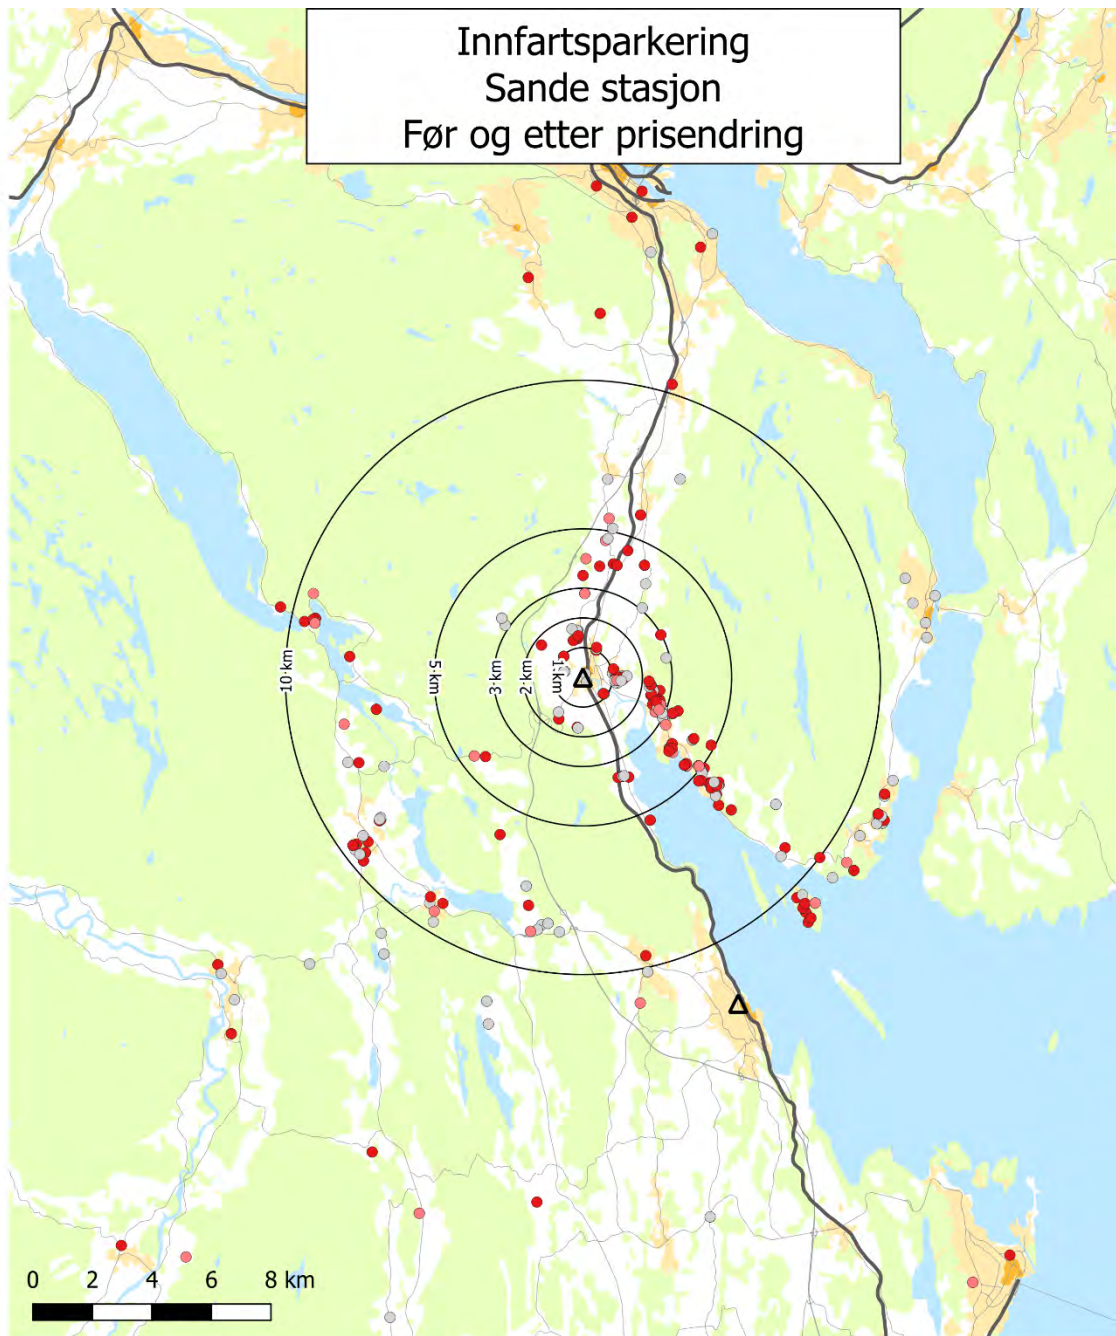 Innfartsparkering
Sande stasjon
Før og etter prisendring
10·km
5·km
3·km
2·km
1·km
0 2 4 6 8 km